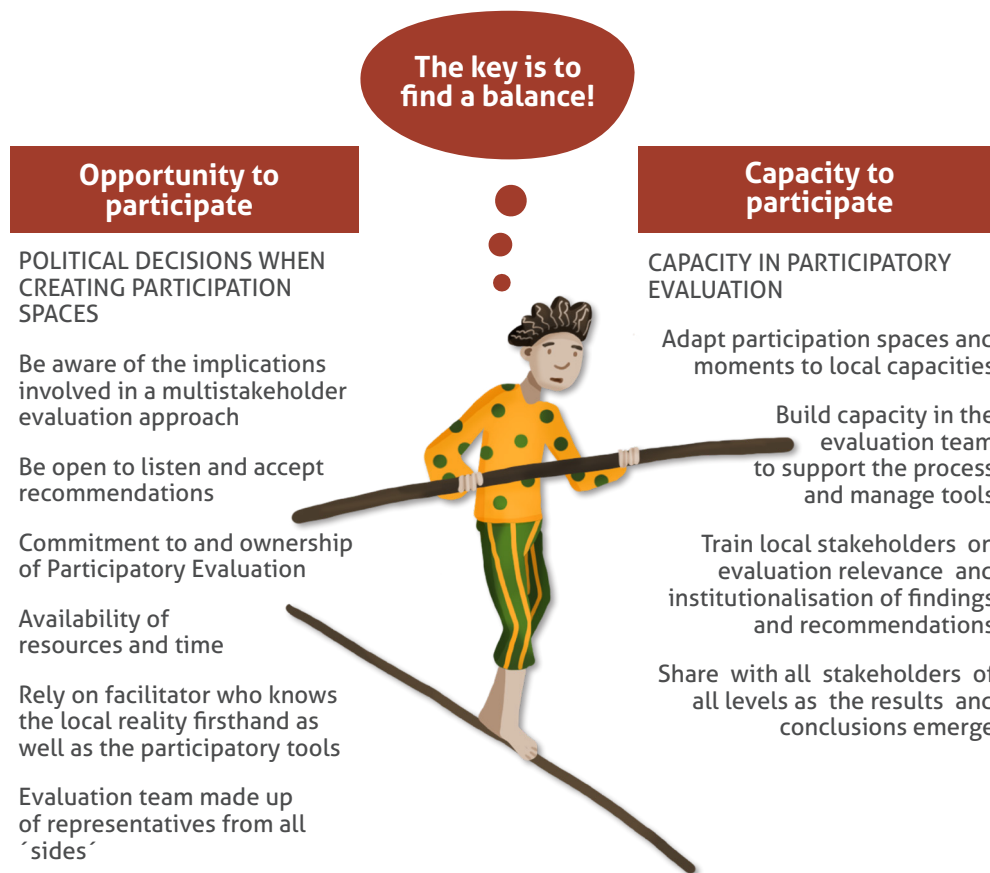 The key is to
find a balance!
Opportunity to
participate
POLITICAL DECISIONS WHEN
CREATING PARTICIPATION
SPACES
Be aware of the implications
involved in a multistakeholder
evaluation approach
Be open to listen and accept
recommendations
Commitment to and ownership
of Participatory Evaluation
Availability of
resources and time
Rely on facilitator who knows
the local reality firsthand as
well as the participatory tools
Evaluation team made up
of representatives from all
´sides´
Capacity to
participate
CAPACITY IN PARTICIPATORY
EVALUATION
Adapt participation spaces and
moments to local capacities
Build capacity in the
evaluation team
to support the process
and manage tools
Train local stakeholders on
evaluation relevance and
institutionalisation of findings
and recommendations
Share with all stakeholders of
all levels as the results and
conclusions emerge